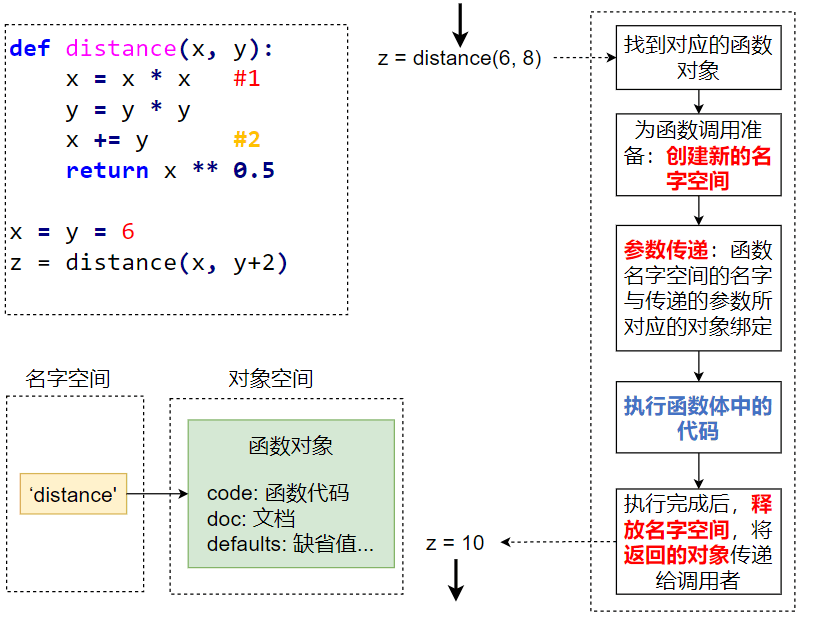 def distance(x, y):
    x = x * x   #1
    y = y * y
    x += y      #2
    return x ** 0.5
x = y = 6
z = distance(x, y+2)
名字空间
对象空间
‘distance'
函数对象
code: 函数代码
doc: 文档
defaults: 缺省值...
z = distance(6, 8)
找到对应的函数
对象
为函数调用准
备：创建新的名
字空间
参数传递：函数
名字空间的名字
与传递的参数所
对应的对象绑定
执行函数体中的
代码
执行完成后，释
放名字空间，将
返回的对象传递
给调用者
z = 10